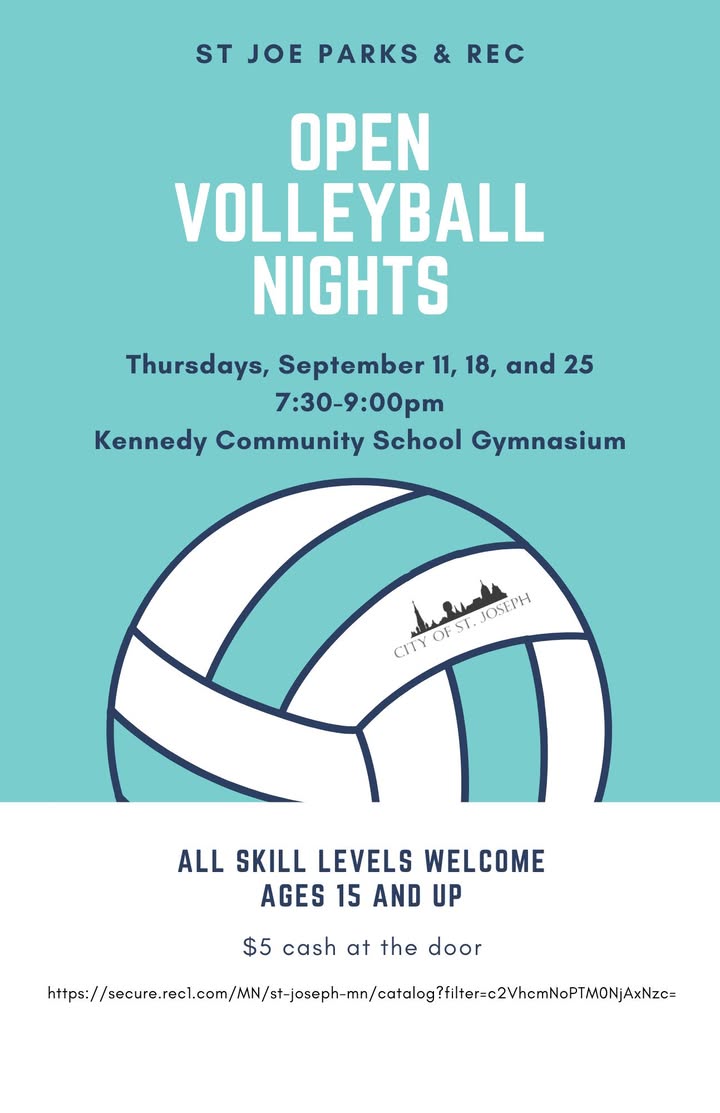 ST JOE PARKS & REC
OPEN
VOLLEYBALL
NIGHTS
Thursdays, September 11, 18, and 25
7:30-9:00pm
Kennedy Community School Gymnasium
CITY OF ST. JOSEPH
ALL SKILL LEVELS WELCOME
AGES 15 AND UP
$5 cash at the door
https://secure.rec1.com/MN/st-joseph-mn/catalog?filter=c2VhcmNoPTM0NjAxNzc=